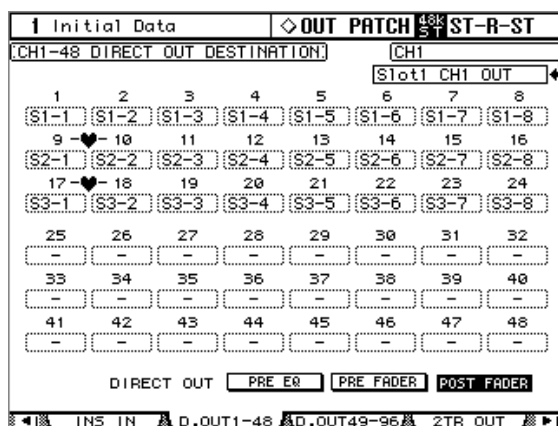 1 Initial Data ◇OUT PATCH 48K ST ST-R-ST
CH1-48 DIRECT OUT DESTINATION CH1
Slot1 CH1 OUT
1 2 3 4 5 6 7 8
S1-1 S1-2 S1-3 S1-4 S1-5 S1-6 S1-7 S1-8
9 -♥- 10 11 12 13 14 15 16
S2-1 S2-2 S2-3 S2-4 S2-5 S2-6 S2-7 S2-8
17 -♥- 18 19 20 21 22 23 24
S3-1 S3-2 S3-3 S3-4 S3-5 S3-6 S3-7 S3-8
25 26 27 28 29 30 31 32
- - - - - - - -
33 34 35 36 37 38 39 40
- - - - - - - -
41 42 43 44 45 46 47 48
- - - - - - - -
DIRECT OUT PRE EQ PRE FADER POST FADER
INS IN D.OUT1-48 D.OUT49-96 2TR OUT